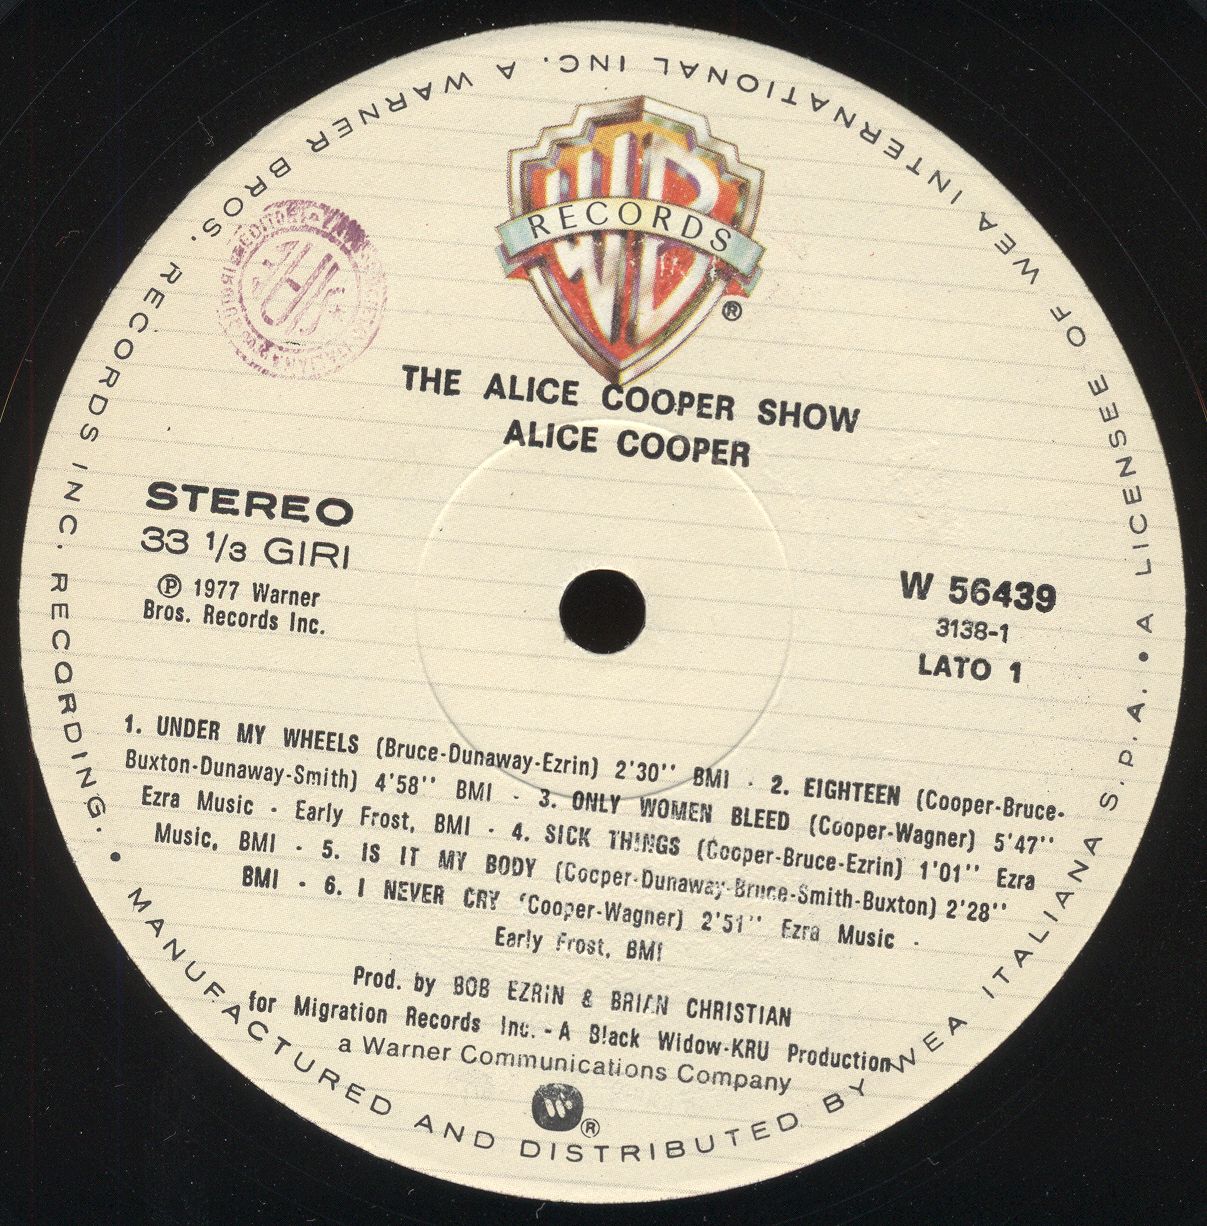 RECORDS
®
THE ALICE COOPER SHOW
ALICE COOPER
STEREO
33 1/3 GIRI
Ⓟ 1977 Warner
Bros. Records Inc.
W 56439
3138-1
LATO 1
1. UNDER MY WHEELS (Bruce-Dunaway-Ezrin) 2'30'' BMI · 2. EIGHTEEN (Cooper-Bruce-
Buxton-Dunaway-Smith) 4'58'' BMI · 3. ONLY WOMEN BLEED (Cooper-Wagner) 5'47''
Ezra Music · Early Frost, BMI · 4. SICK THINGS (Cooper-Bruce-Ezrin) 1'01'' Ezra
Music, BMI · 5. IS IT MY BODY (Cooper-Dunaway-Bruce-Smith-Buxton) 2'28''
BMI · 6. I NEVER CRY (Cooper-Wagner) 2'51'' Ezra Music ·
Early Frost, BMI
Prod. by BOB EZRIN & BRIAN CHRISTIAN
for Migration Records Inc. - A Black Widow-KRU Production
a Warner Communications Company
®
MANUFACTURED AND DISTRIBUTED BY WEA ITALIANA S.p.A. • A LICENSEE OF WEA INTERNATIONAL INC. A WARNER BROS. RECORDS INC. RECORDING. •